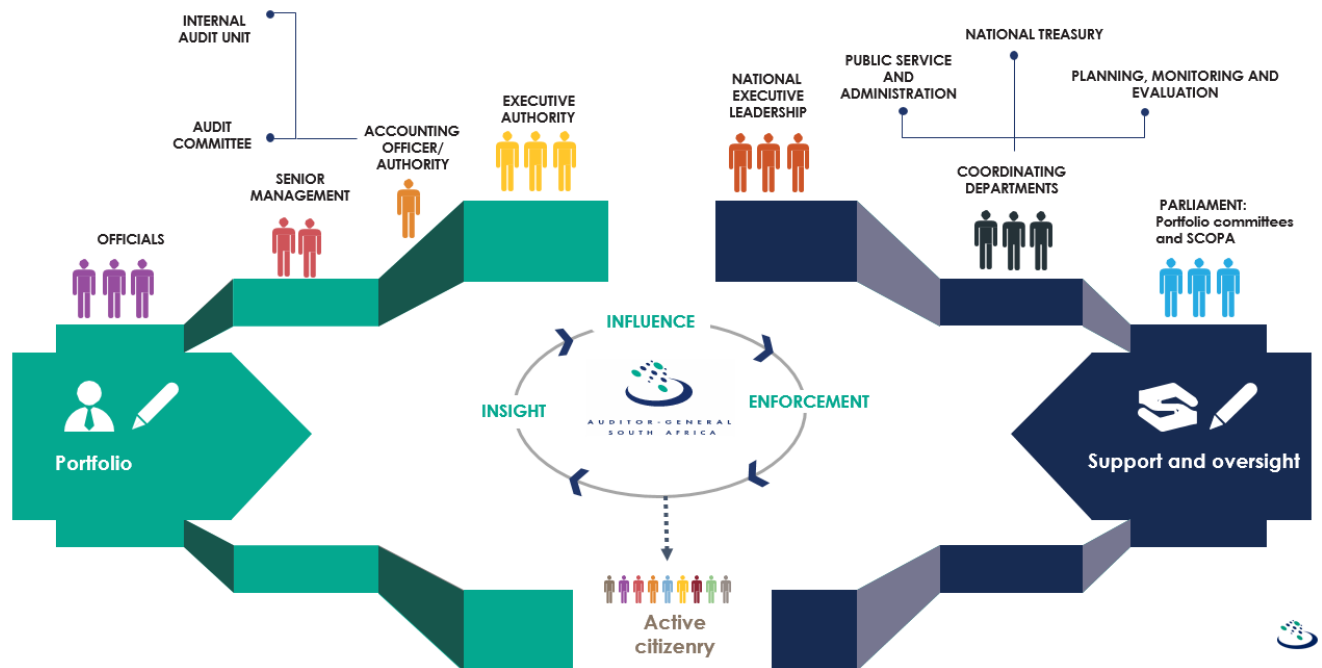 INTERNAL
AUDIT UNIT
AUDIT
COMMITTEE
ACCOUNTING
OFFICER/
AUTHORITY
EXECUTIVE
AUTHORITY
SENIOR
MANAGEMENT
OFFICIALS
NATIONAL
EXECUTIVE
LEADERSHIP
PUBLIC SERVICE
AND
ADMINISTRATION
NATIONAL TREASURY
PLANNING, MONITORING AND
EVALUATION
COORDINATING
DEPARTMENTS
PARLIAMENT:
Portfolio committees
and SCOPA
INFLUENCE
INSIGHT
ENFORCEMENT
AUDITOR-GENERAL
SOUTH AFRICA
Portfolio
Support and oversight
Active
citizenry